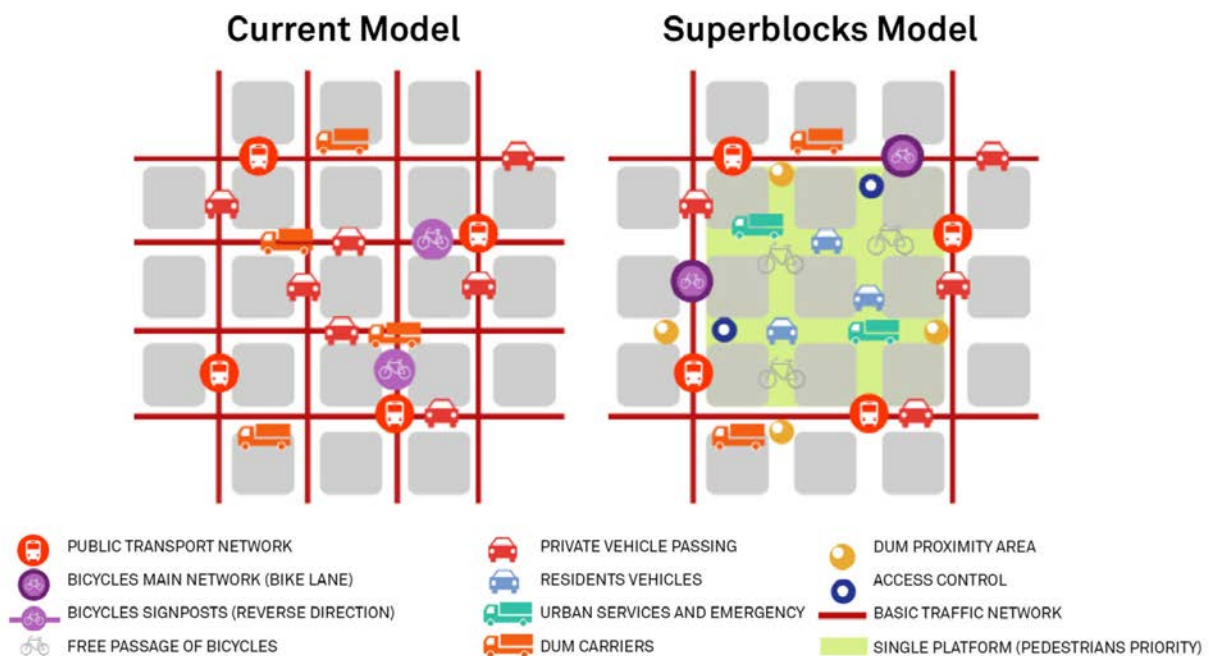 Current Model
Superblocks Model
PUBLIC TRANSPORT NETWORK
BICYCLES MAIN NETWORK (BIKE LANE)
BICYCLES SIGNPOSTS (REVERSE DIRECTION)
FREE PASSAGE OF BICYCLES
PRIVATE VEHICLE PASSING
RESIDENTS VEHICLES
URBAN SERVICES AND EMERGENCY
DUM CARRIERS
DUM PROXIMITY AREA
ACCESS CONTROL
BASIC TRAFFIC NETWORK
SINGLE PLATFORM (PEDESTRIANS PRIORITY)